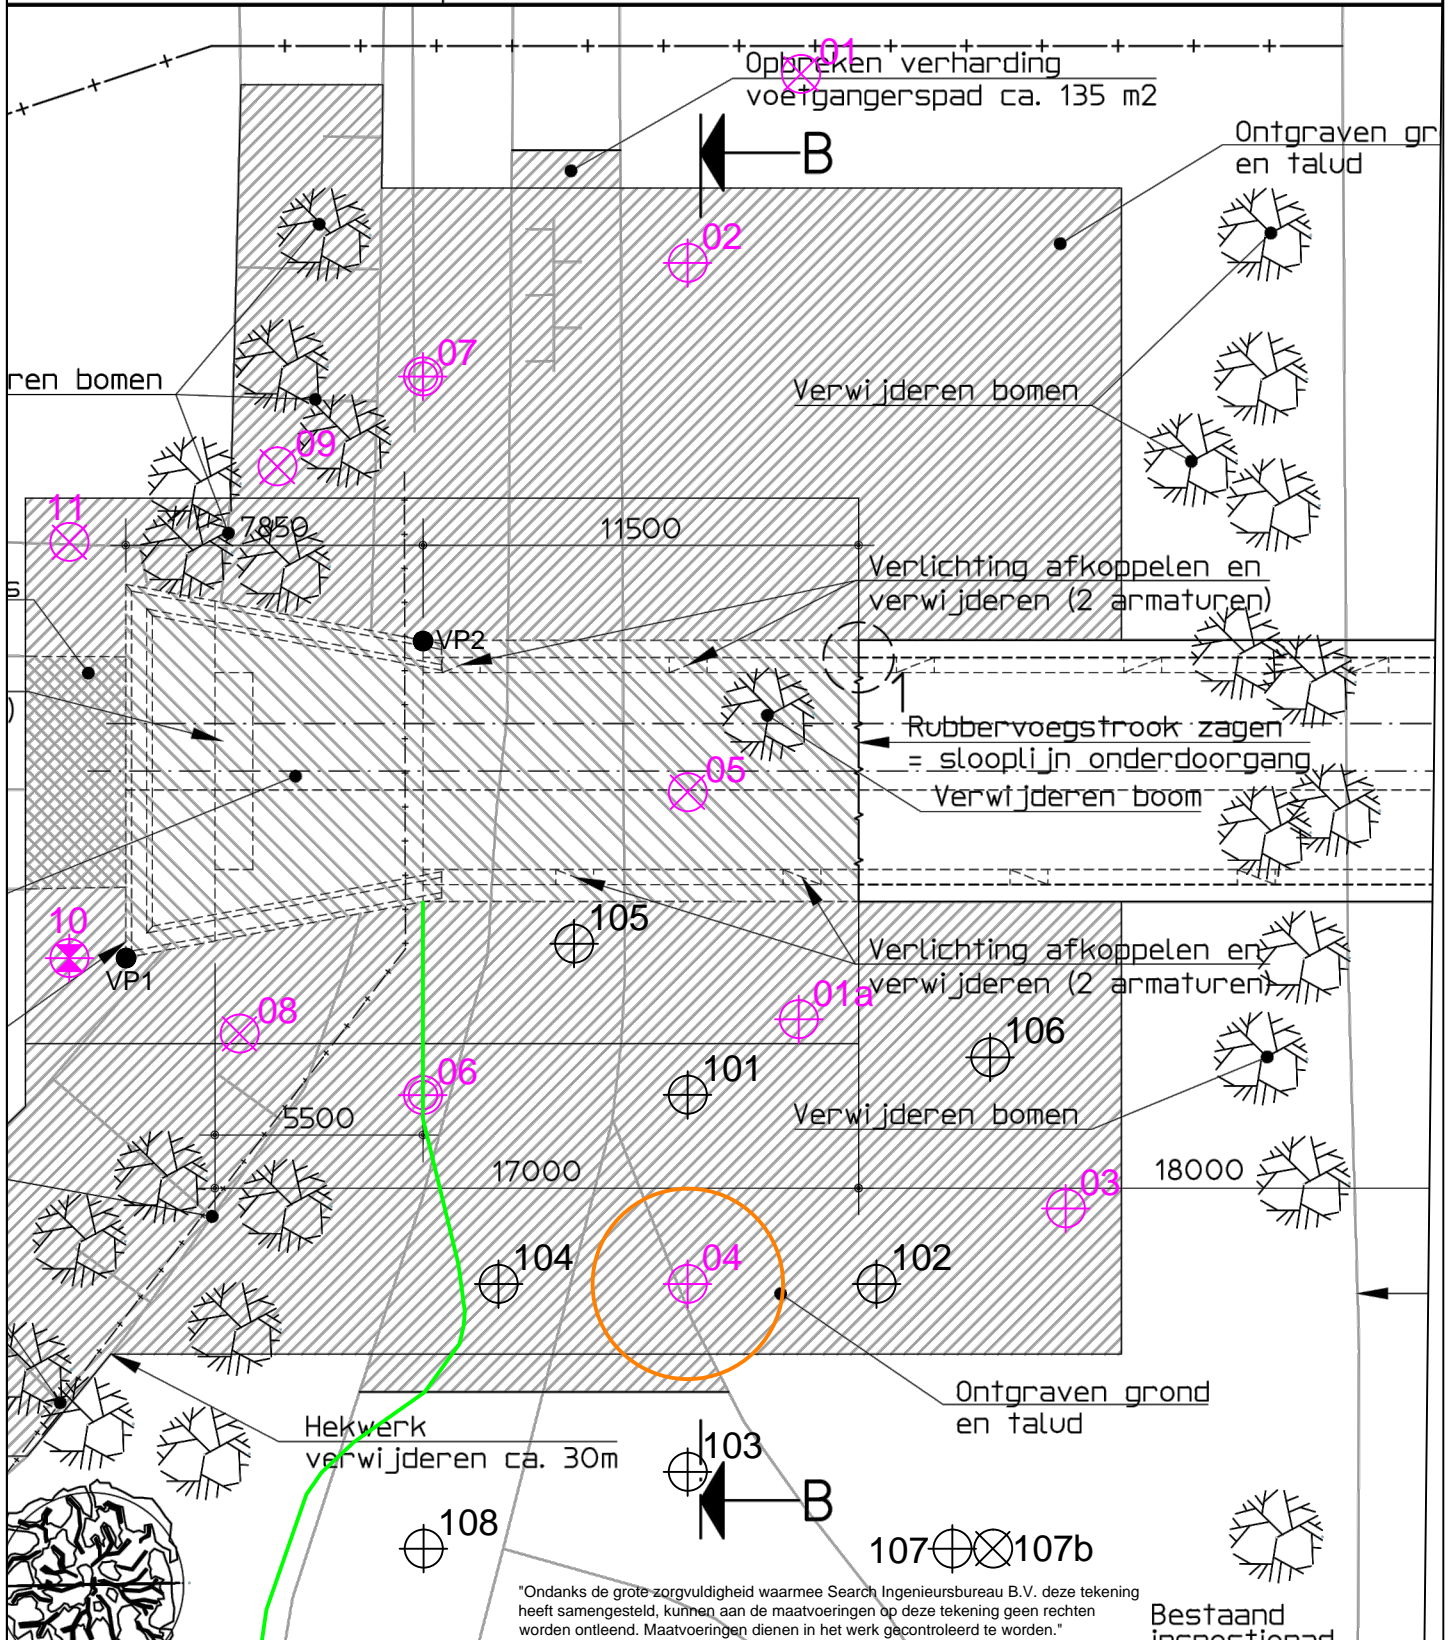 01
Opbreken verharding
voetgangerspad ca. 135 m2
B
Ontgraven gr
en talud
02
07
ren bomen
Verwijderen bomen
09
11
7850
11500
s
Verlichting afkoppelen en
verwijderen (2 armaturen)
VP2
1
)
Rubbervoegstrook zagen
= slooplijn onderdoorgang
05
Verwijderen boom
10
105
VP1
Verlichting afkoppelen en
verwijderen (2 armaturen)
01a
08
106
06
101
5500
Verwijderen bomen
17000
18000
03
104
04
102
Ontgraven grond
en talud
Hekwerk
verwijderen ca. 30m
103
B
108
107
107b
"Ondanks de grote zorgvuldigheid waarmee Search Ingenieursbureau B.V. deze tekening
heeft samengesteld, kunnen aan de maatvoeringen op deze tekening geen rechten
worden ontleend. Maatvoeringen dienen in het werk gecontroleerd te worden."
Bestaand
inspectiepad